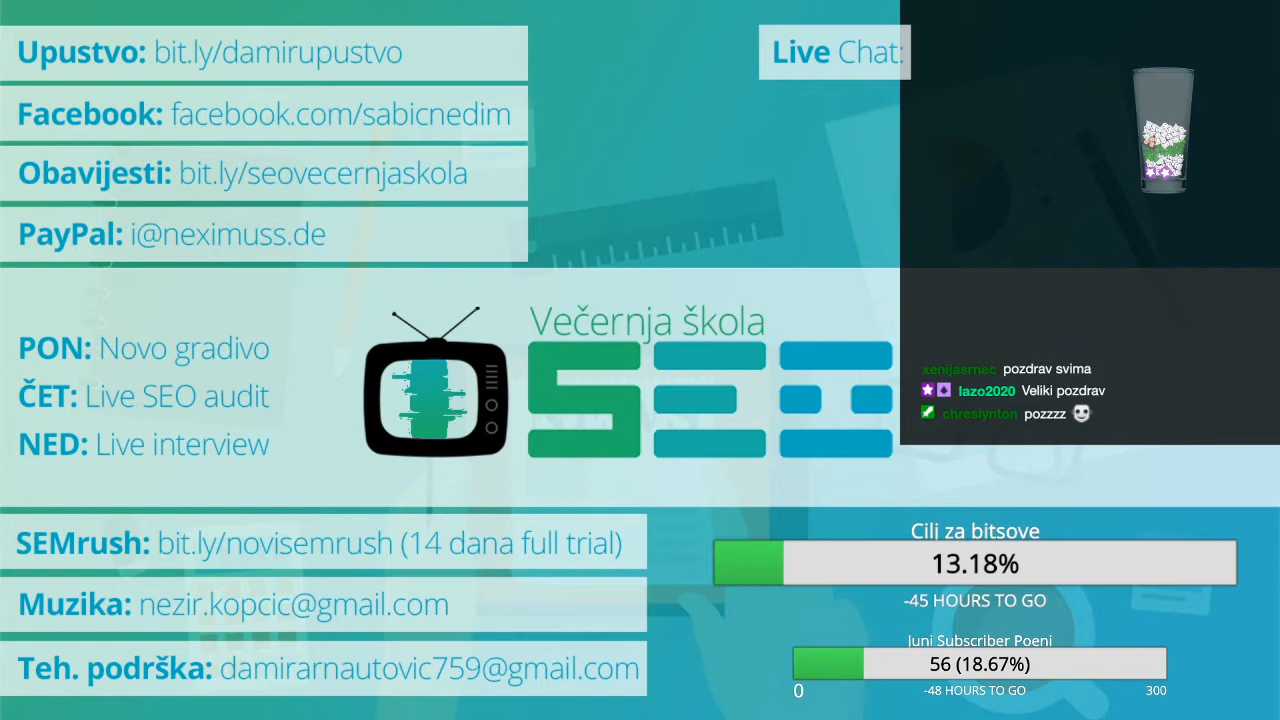 Upustvo: bit.ly/damirupustvo
Facebook: facebook.com/sabicnedim
Obavijesti: bit.ly/seovecernjaskola
PayPal: i@neximuss.de
Live Chat:
PON: Novo gradivo
ČET: Live SEO audit
NED: Live interview
Večernja škola
SEO
xenijasrnec pozdrav svima
lazo2020 Veliki pozdrav
chreslynton pozzzz
SEMrush: bit.ly/novisemrush (14 dana full trial)
Muzika: nezir.kopcic@gmail.com
Teh. podrška: damirarnautovic759@gmail.com
Cilj za bitsove
13.18%
-45 HOURS TO GO
Juni Subscriber Poeni
56 (18.67%)
0 -48 HOURS TO GO 300